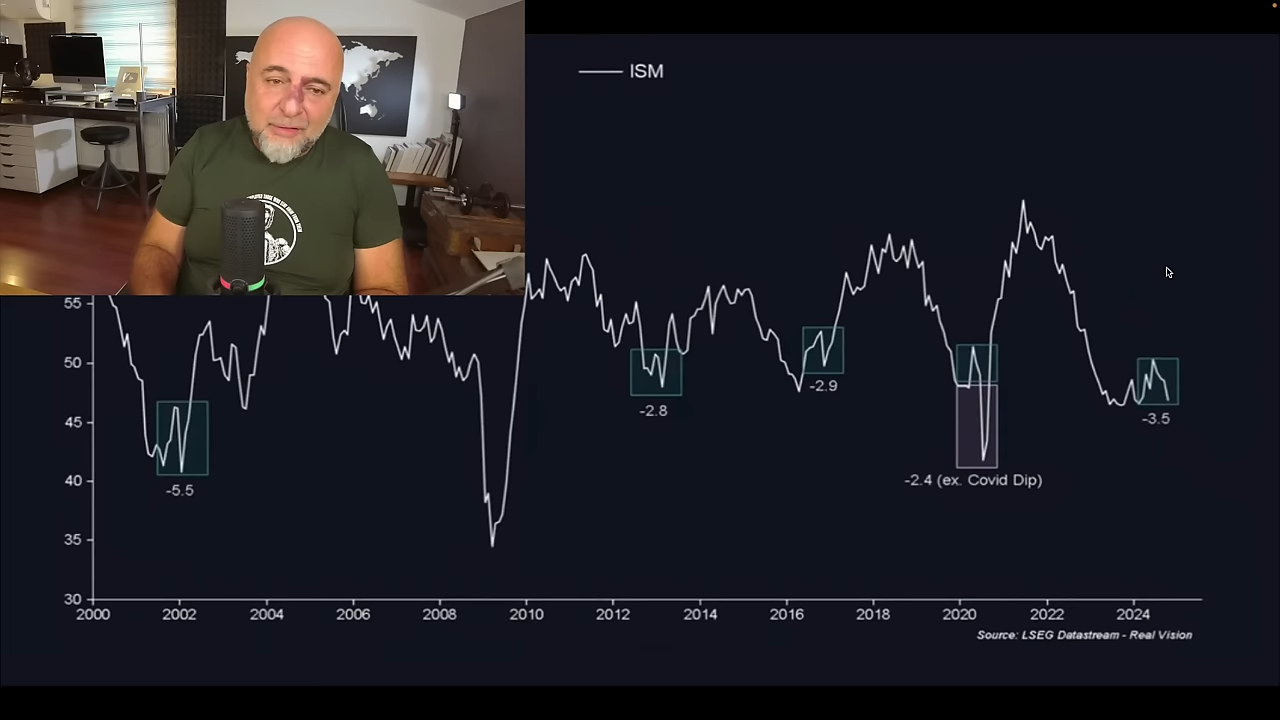 ISM
55
50
45
40
35
30
-5.5
-2.8
-2.9
-2.4 (ex. Covid Dip)
-3.5
2000 2002 2004 2006 2008 2010 2012 2014 2016 2018 2020 2022 2024
Source: LSEG Datastream - Real Vision